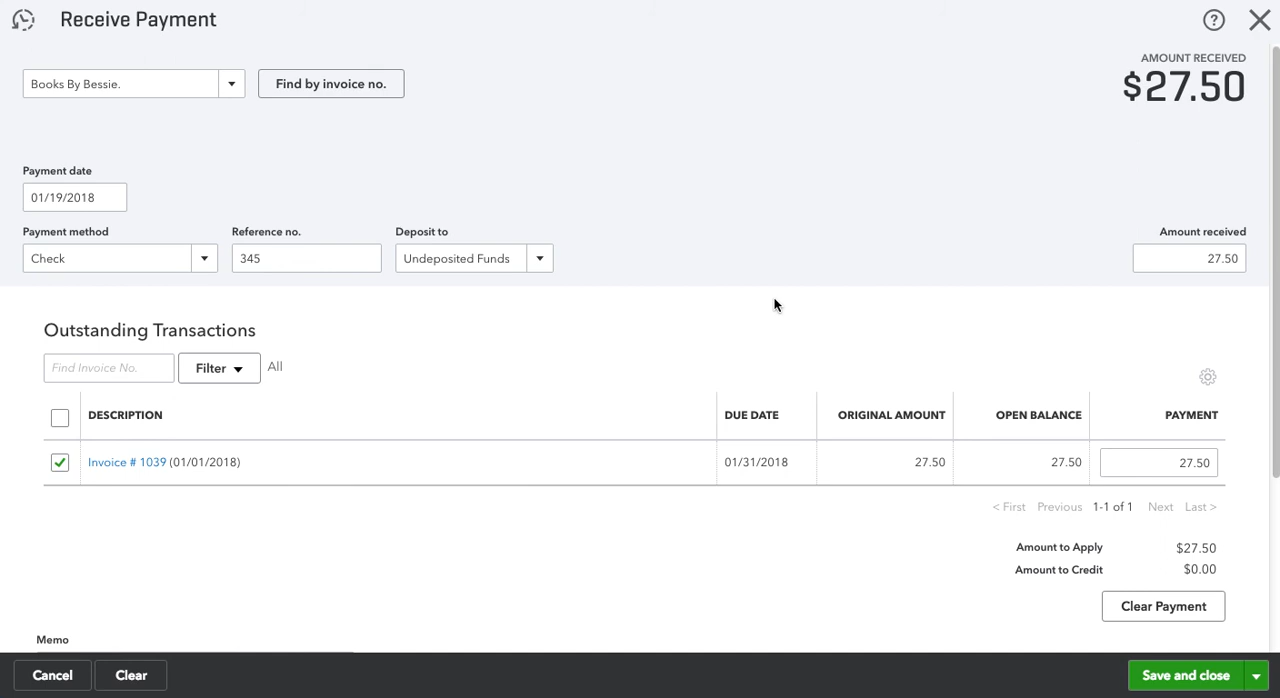 Receive Payment
?
Books By Bessie.
Find by invoice no.
AMOUNT RECEIVED
$27.50
Payment date
01/19/2018
Payment method
Reference no.
Deposit to
Amount received
Check
345
Undeposited Funds
27.50
Outstanding Transactions
Find Invoice No.
Filter
All
DESCRIPTION
DUE DATE
ORIGINAL AMOUNT
OPEN BALANCE
PAYMENT
Invoice # 1039 (01/01/2018)
01/31/2018
27.50
27.50
27.50
< First Previous 1-1 of 1 Next Last >
Amount to Apply $27.50
Amount to Credit $0.00
Clear Payment
Memo
Cancel
Clear
Save and close